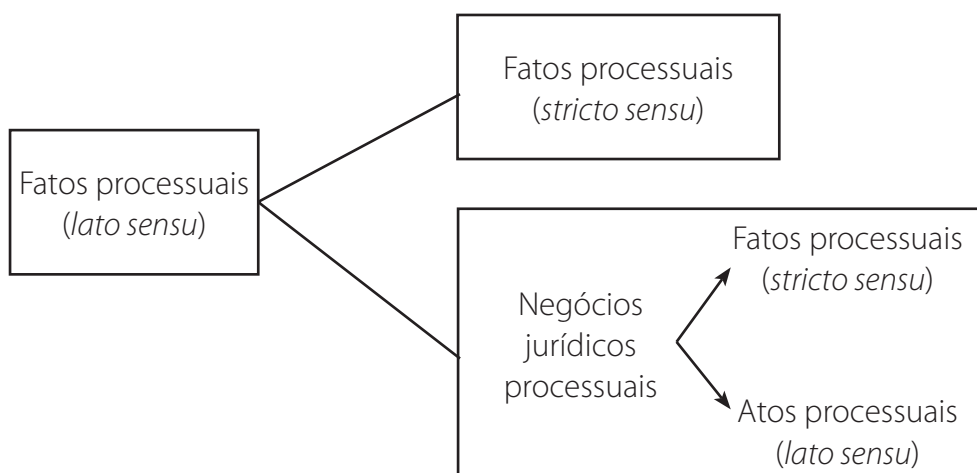 Fatos processuais
(stricto sensu)
Fatos processuais
(lato sensu)
Negócios
jurídicos
processuais
Fatos processuais
(stricto sensu)
Atos processuais
(lato sensu)